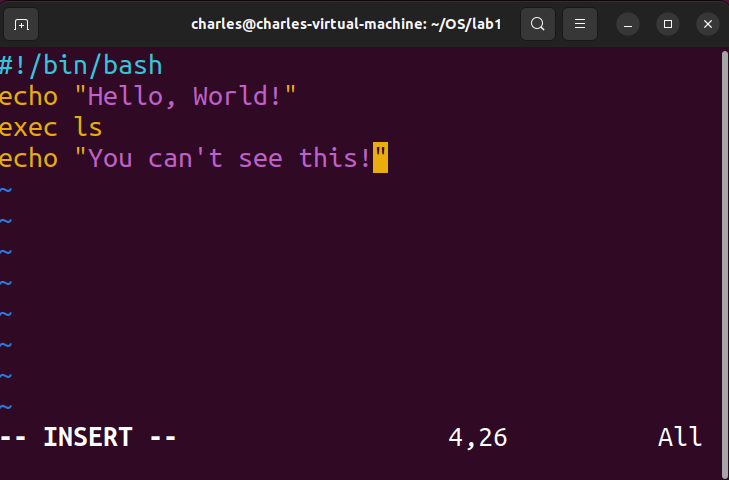 charles@charles-virtual-machine: ~/OS/lab1
#!/bin/bash
echo "Hello, World!"
exec ls
echo "You can't see this!"
~
~
~
~
~
~
~
~
-- INSERT -- 4,26 All